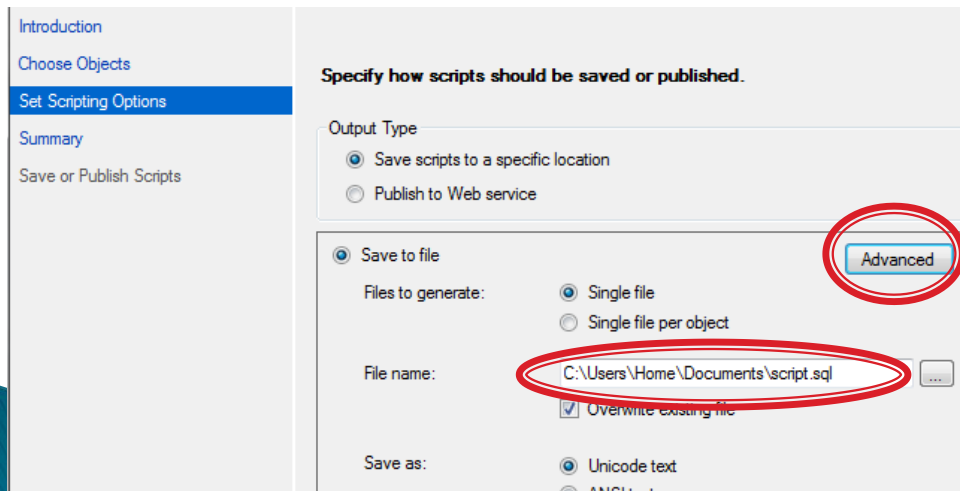 Introduction
Choose Objects
Set Scripting Options
Summary
Save or Publish Scripts
Specify how scripts should be saved or published.
Output Type
Save scripts to a specific location
Publish to Web service
Save to file
Advanced
Files to generate:
Single file
Single file per object
File name:
C:\Users\Home\Documents\script.sql
...
Overwrite existing file
Save as:
Unicode text
ANSI text